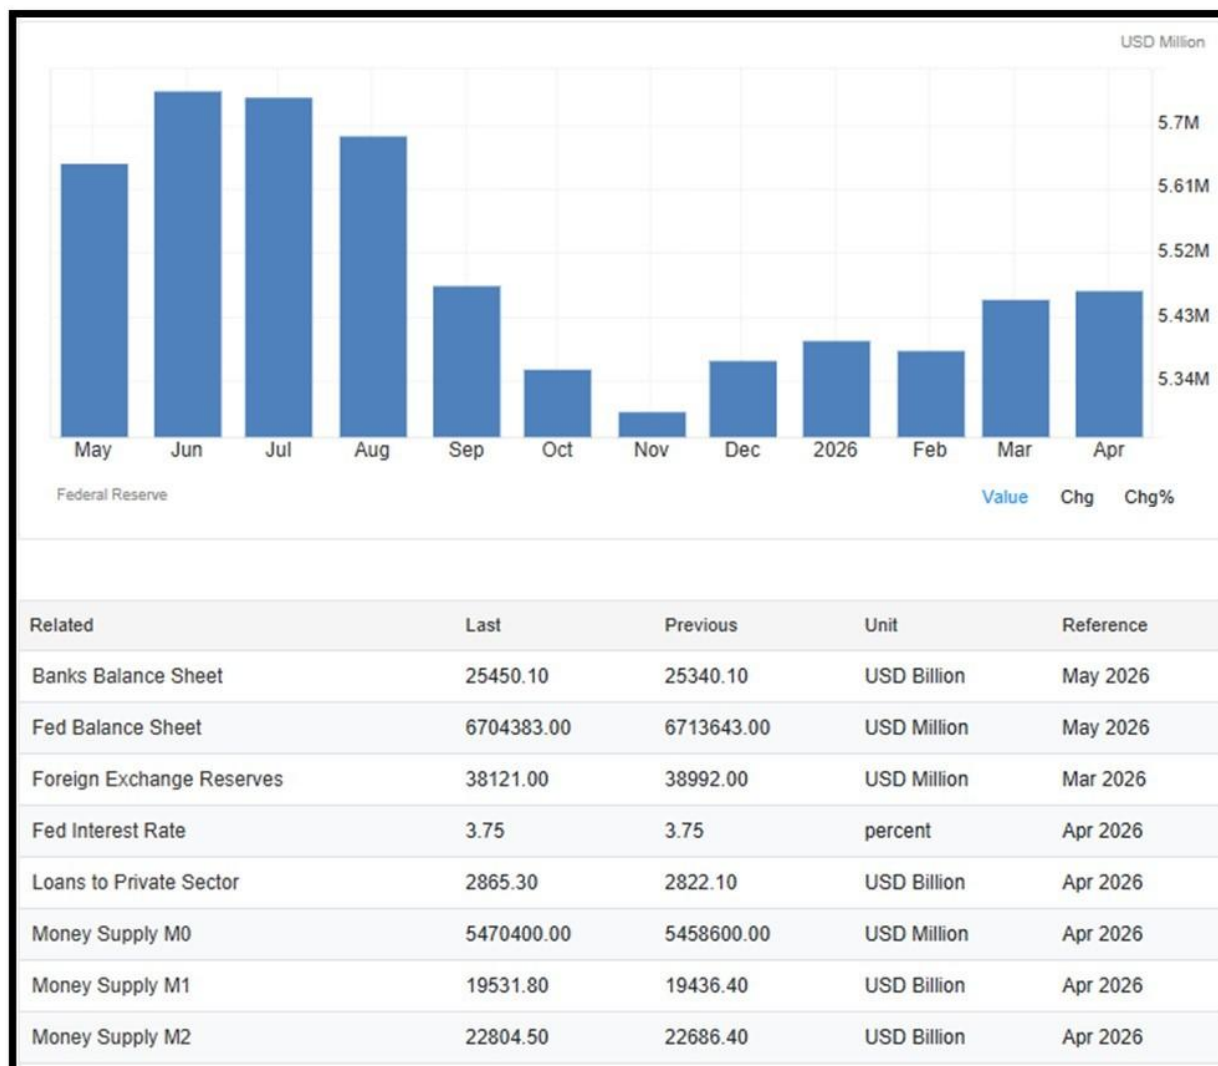 USD Million
5.7M
5.61M
5.52M
5.43M
5.34M
May Jun Jul Aug Sep Oct Nov Dec 2026 Feb Mar Apr
Federal Reserve Value Chg Chg%
Related Last Previous Unit Reference
Banks Balance Sheet 25450.10 25340.10 USD Billion May 2026
Fed Balance Sheet 6704383.00 6713643.00 USD Million May 2026
Foreign Exchange Reserves 38121.00 38992.00 USD Million Mar 2026
Fed Interest Rate 3.75 3.75 percent Apr 2026
Loans to Private Sector 2865.30 2822.10 USD Billion Apr 2026
Money Supply M0 5470400.00 5458600.00 USD Million Apr 2026
Money Supply M1 19531.80 19436.40 USD Billion Apr 2026
Money Supply M2 22804.50 22686.40 USD Billion Apr 2026